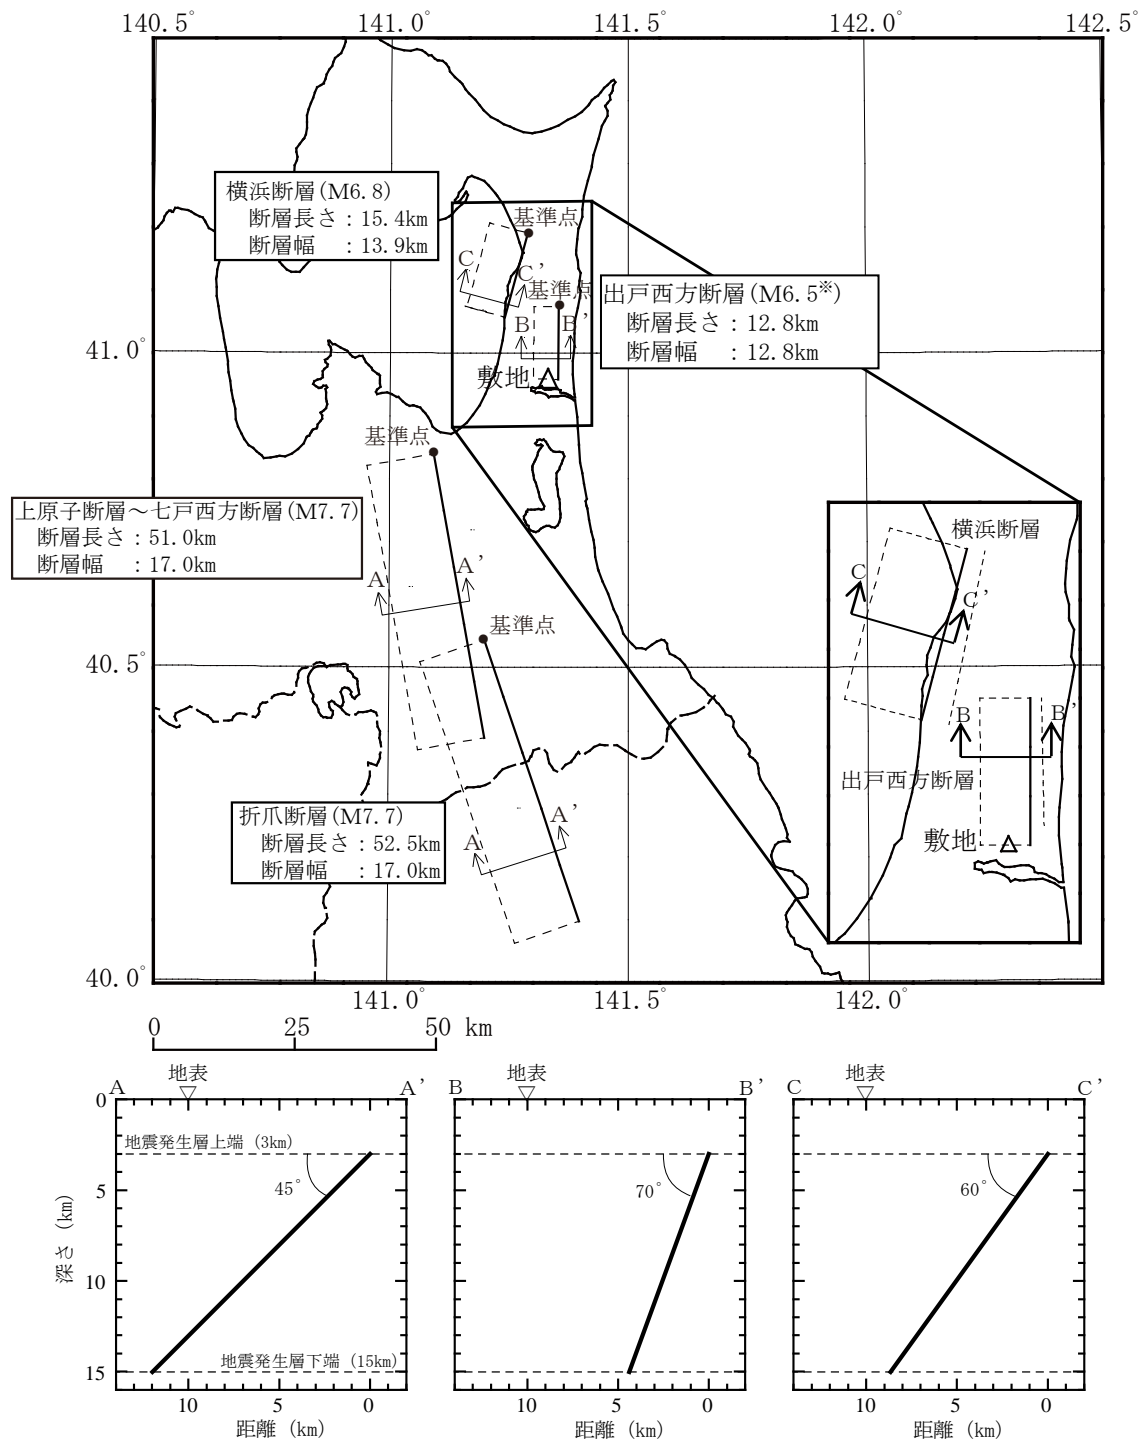 140.5° 141.0° 141.5° 142.0° 142.5°
横浜断層(M6.8)
断層長さ：15.4km
断層幅 ：13.9km
基準点
C C'
基準点
B B'
敷地
出戸西方断層(M6.5※)
断層長さ：12.8km
断層幅 ：12.8km
41.0°
基準点
上原子断層～七戸西方断層(M7.7)
断層長さ：51.0km
断層幅 ：17.0km
A A'
基準点
横浜断層
C C'
40.5°
B B'
出戸西方断層
敷地
折爪断層(M7.7)
断層長さ：52.5km
断層幅 ：17.0km
A A'
40.0°
141.0° 141.5° 142.0°
0 25 50 km
A 地表 A' B 地表 B' C 地表 C'
0
地震発生層上端 (3km)
45° 70° 60°
5
深さ (km)
10
地震発生層下端 (15km)
15
10 5 0 10 5 0 10 5 0
距離 (km) 距離 (km) 距離 (km)